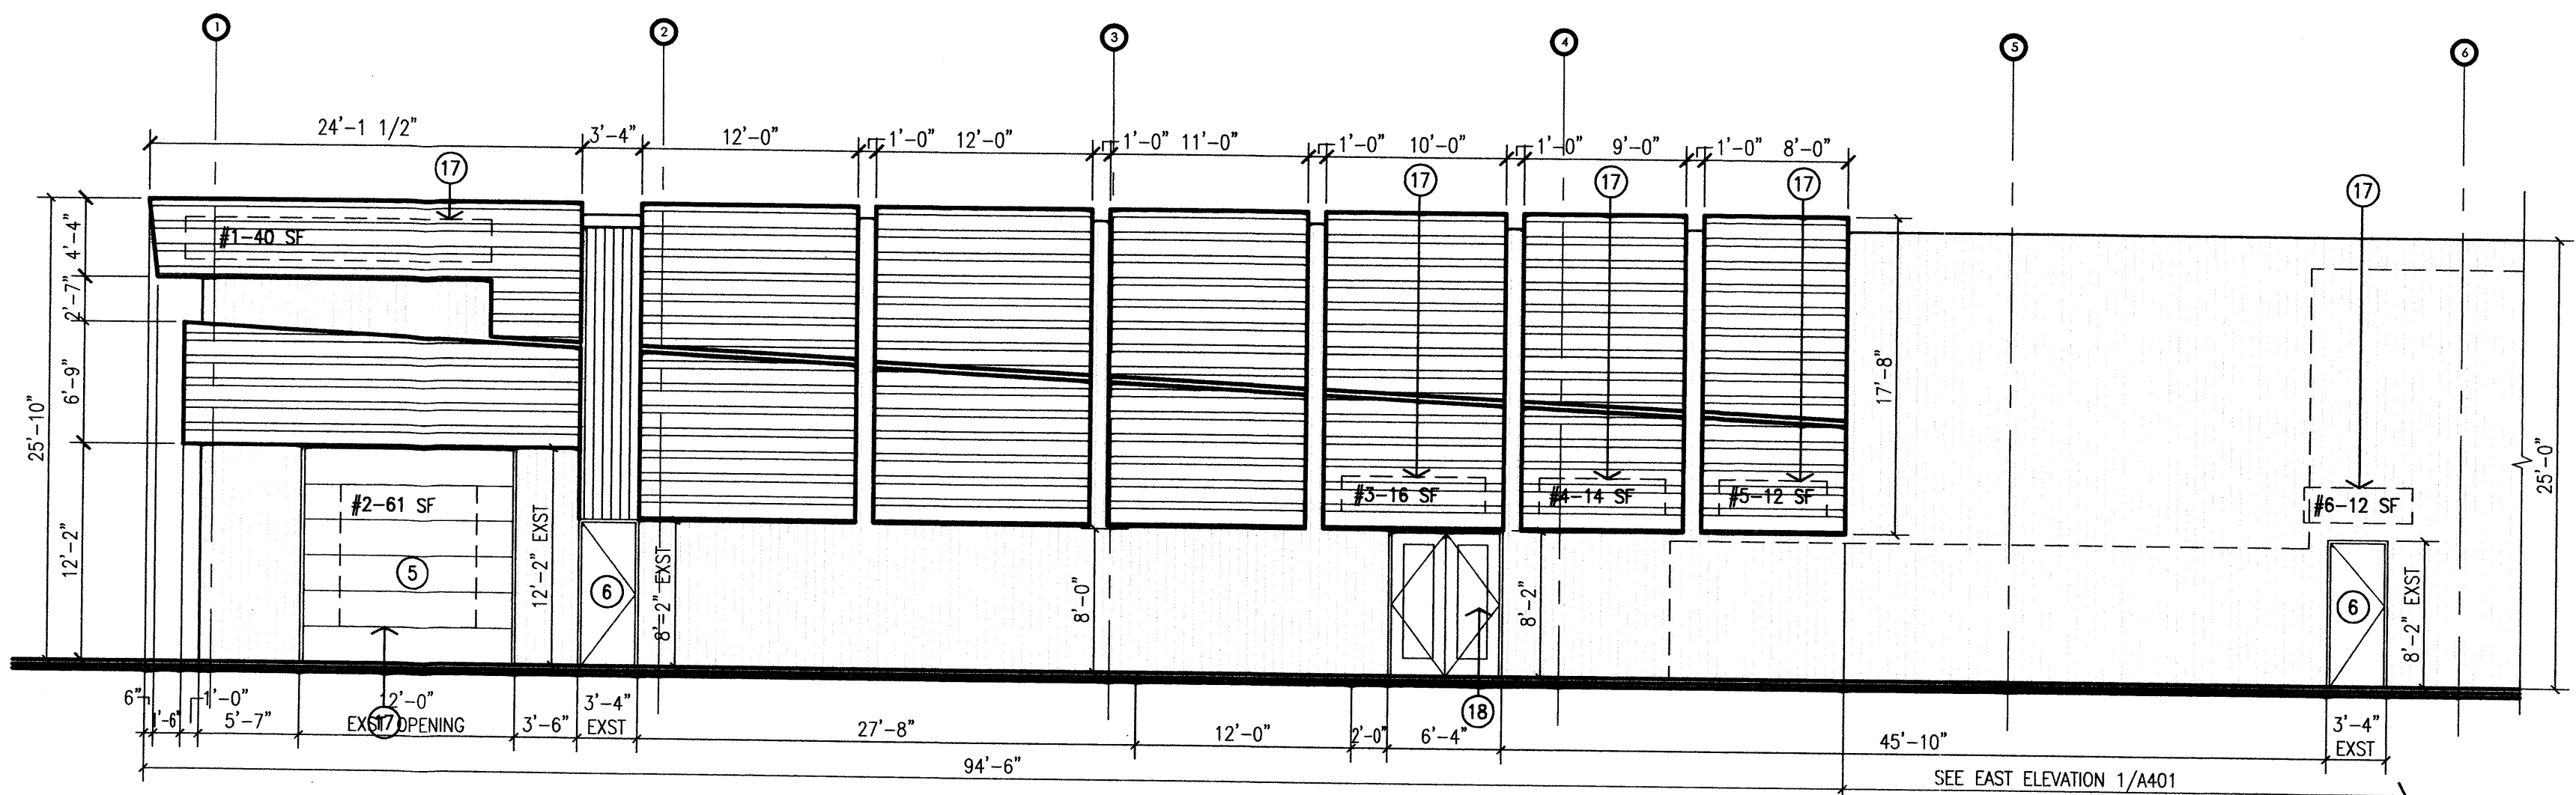 1 2 3 4 5 6
24'-1 1/2" 3'-4" 12'-0" 1'-0" 12'-0" 1'-0" 11'-0" 1'-0" 10'-0" 1'-0" 9'-0" 1'-0" 8'-0"
17 17 17 17 17
4'-4"
#1-40 SF
2'-7"
6'-9"
25'-10"
12'-2"
17'-8"
25'-0"
#2-61 SF
#3-16 SF #4-14 SF #5-12 SF #6-12 SF
5
12'-2" EXST
6
8'-2" EXST
8'-0"
8'-2"
6
8'-2" EXST
6" 1'-0" 12'-0" 3'-4"
1'-6" 5'-7" EXST OPENING 3'-6" EXST
17
18
27'-8" 12'-0" 2'-0" 6'-4" 45'-10" 3'-4"
EXST
94'-6"
SEE EAST ELEVATION 1/A401